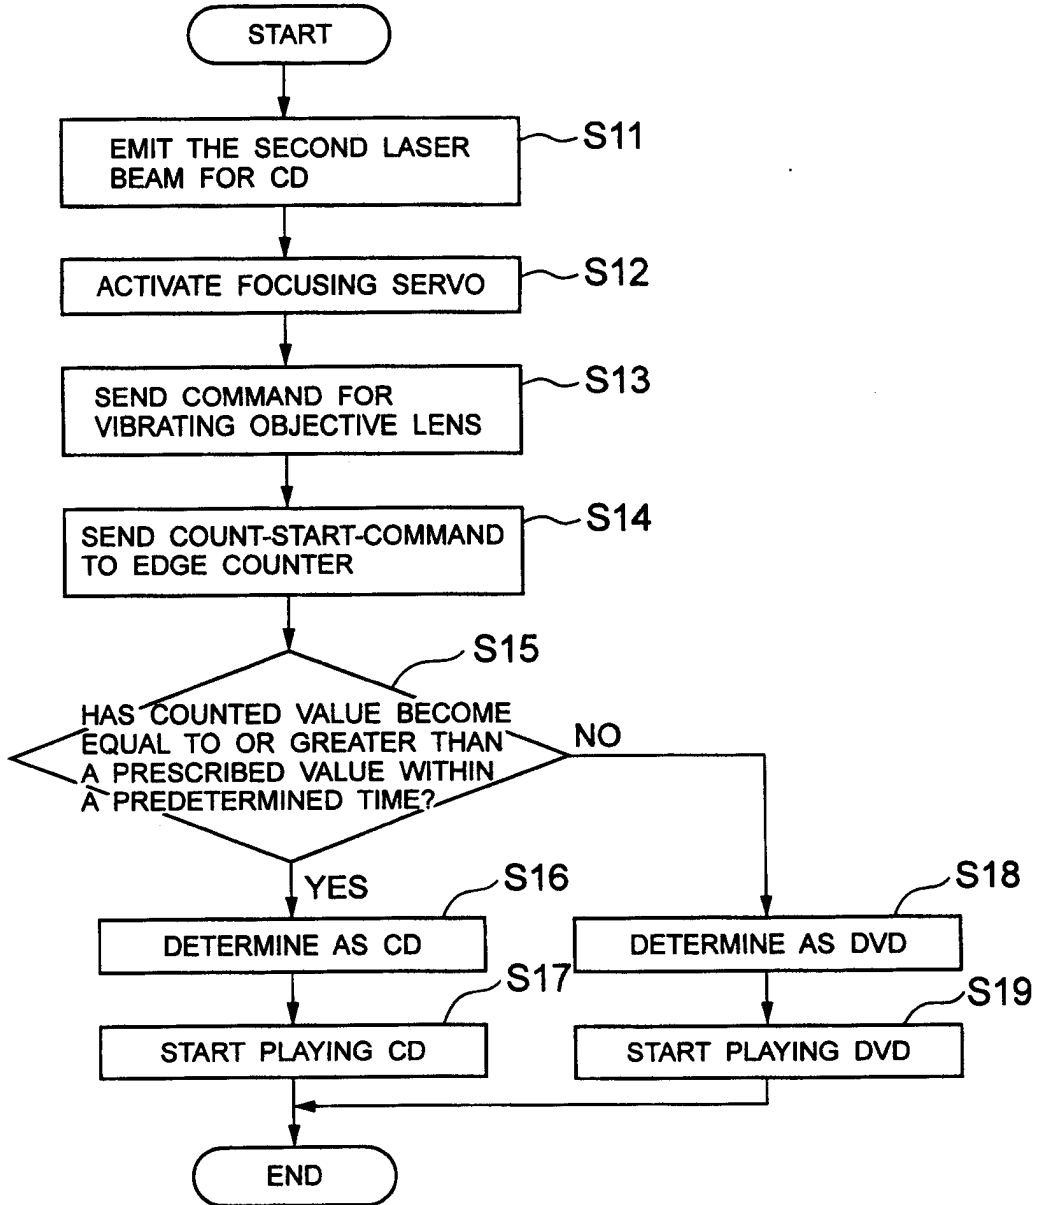 START
EMIT THE SECOND LASER
BEAM FOR CD
S11
ACTIVATE FOCUSING SERVO
S12
SEND COMMAND FOR
VIBRATING OBJECTIVE LENS
S13
SEND COUNT-START-COMMAND
TO EDGE COUNTER
S14
S15
HAS COUNTED VALUE BECOME
EQUAL TO OR GREATER THAN
A PRESCRIBED VALUE WITHIN
A PREDETERMINED TIME?
NO
YES
S16
DETERMINE AS CD
S18
DETERMINE AS DVD
S17
START PLAYING CD
S19
START PLAYING DVD
END